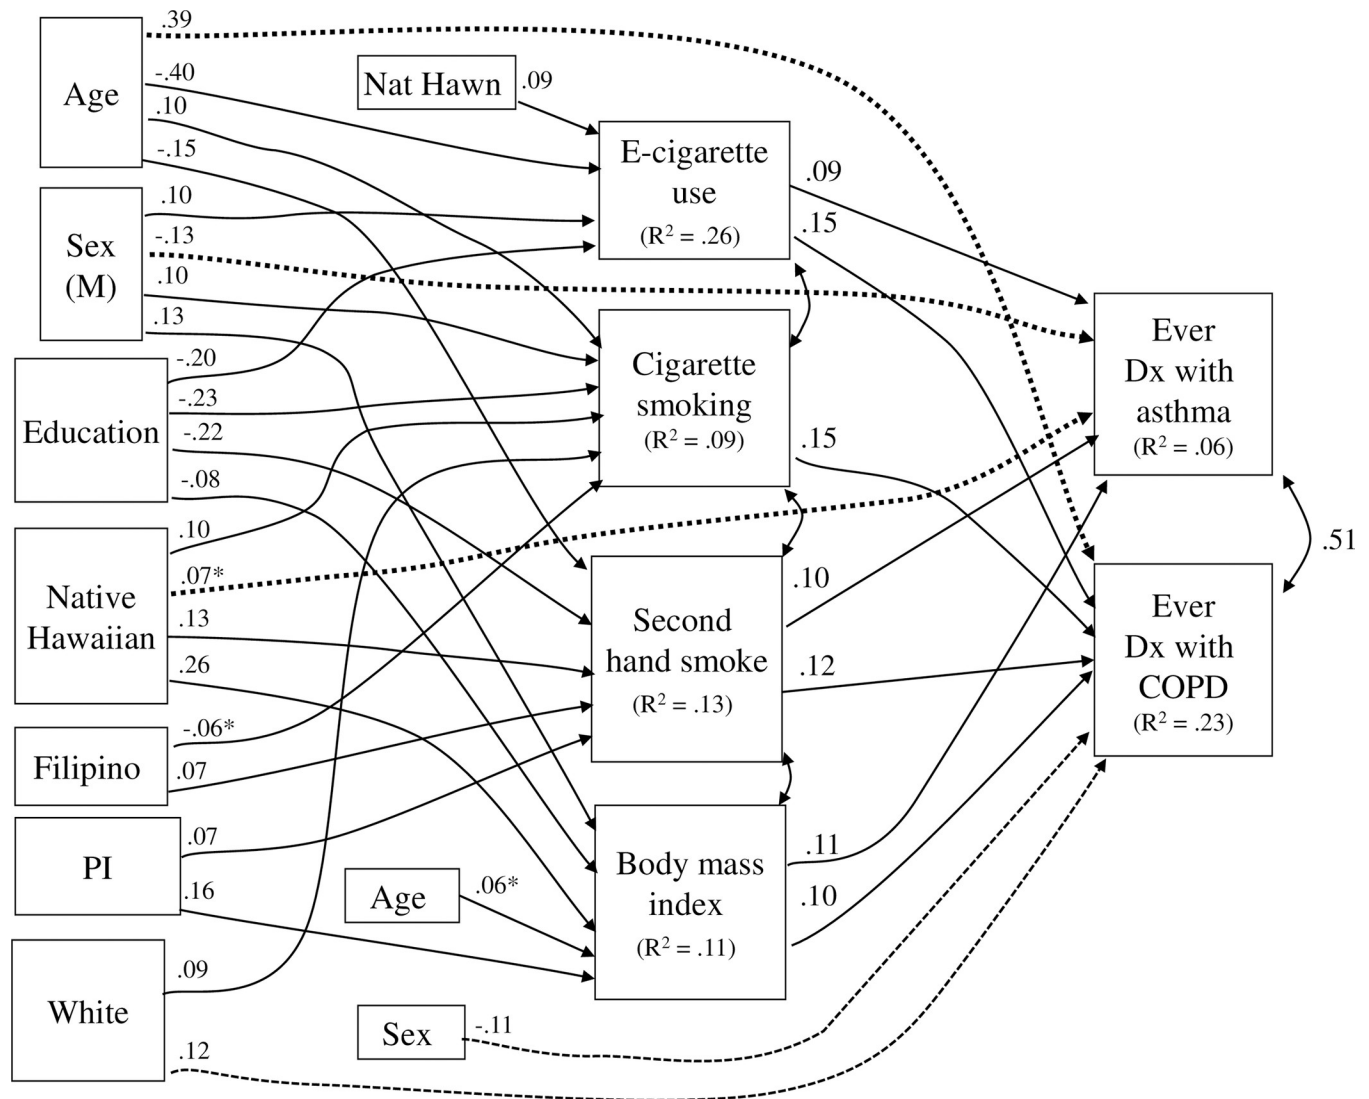 .39
Age
-.40
.10
-.15
Nat Hawn
.09
E-cigarette
use
(R² = .26)
.09
.15
Sex
(M)
.10
-.13
.10
.13
Cigarette
smoking
(R² = .09)
.15
Ever
Dx with
asthma
(R² = .06)
Education
-.20
-.23
-.22
-.08
Native
Hawaiian
.10
.07*
.13
.26
Second
hand smoke
(R² = .13)
.10
.12
Ever
Dx with
COPD
(R² = .23)
.51
Filipino
-.06*
.07
PI
.07
.16
Age
.06*
Body mass
index
(R² = .11)
.11
.10
White
.09
.12
Sex
-.11